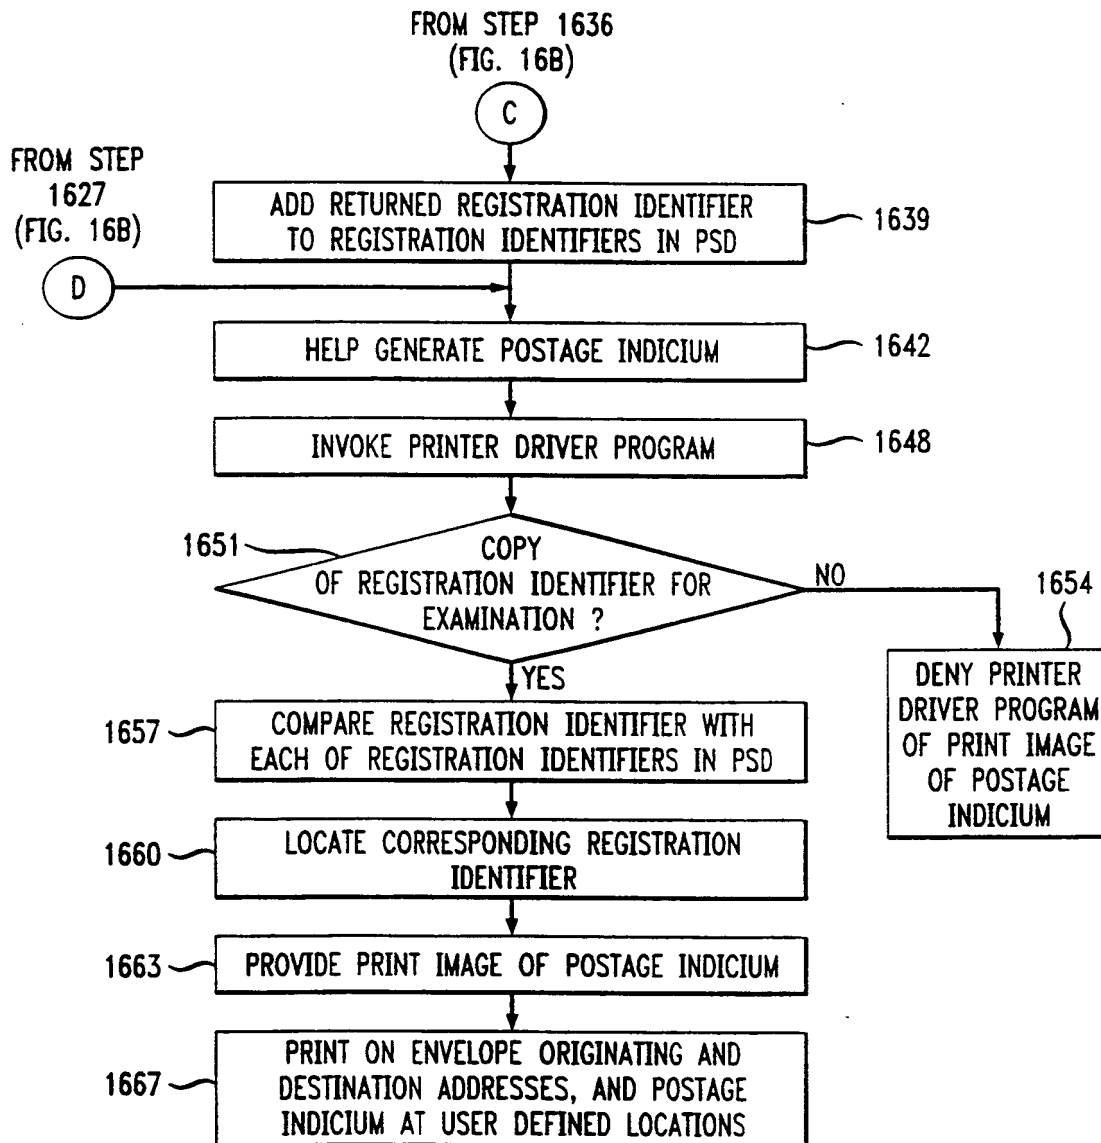 FROM STEP 1636
(FIG. 16B)
C
FROM STEP
1627
(FIG. 16B)
D
ADD RETURNED REGISTRATION IDENTIFIER
TO REGISTRATION IDENTIFIERS IN PSD
1639
HELP GENERATE POSTAGE INDICIUM
1642
INVOKE PRINTER DRIVER PROGRAM
1648
1651
COPY
OF REGISTRATION IDENTIFIER FOR
EXAMINATION ?
NO
1654
DENY PRINTER
DRIVER PROGRAM
OF PRINT IMAGE
OF POSTAGE
INDICIUM
YES
1657
COMPARE REGISTRATION IDENTIFIER WITH
EACH OF REGISTRATION IDENTIFIERS IN PSD
1660
LOCATE CORRESPONDING REGISTRATION
IDENTIFIER
1663
PROVIDE PRINT IMAGE OF POSTAGE INDICIUM
1667
PRINT ON ENVELOPE ORIGINATING AND
DESTINATION ADDRESSES, AND POSTAGE
INDICIUM AT USER DEFINED LOCATIONS